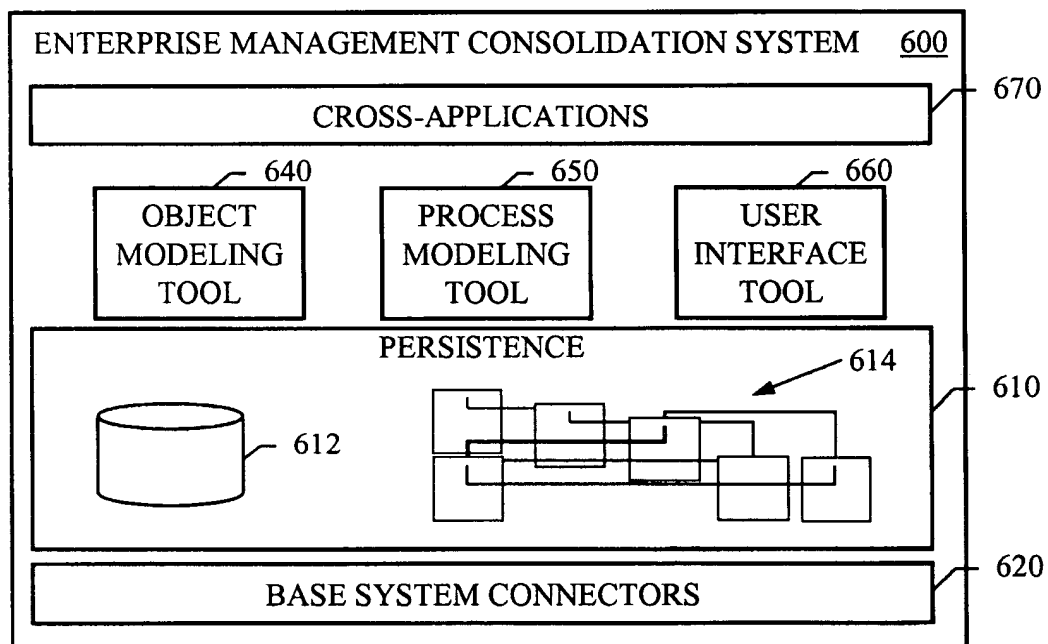 ENTERPRISE MANAGEMENT CONSOLIDATION SYSTEM 600
CROSS-APPLICATIONS
670
640
650
660
OBJECT
MODELING
TOOL
PROCESS
MODELING
TOOL
USER
INTERFACE
TOOL
PERSISTENCE
614
610
612
620
BASE SYSTEM CONNECTORS